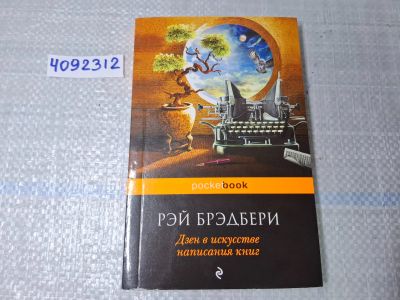 4092312
pocketbook
РЭЙ БРЭДБЕРИ
Дзен в искусстве
написания книг